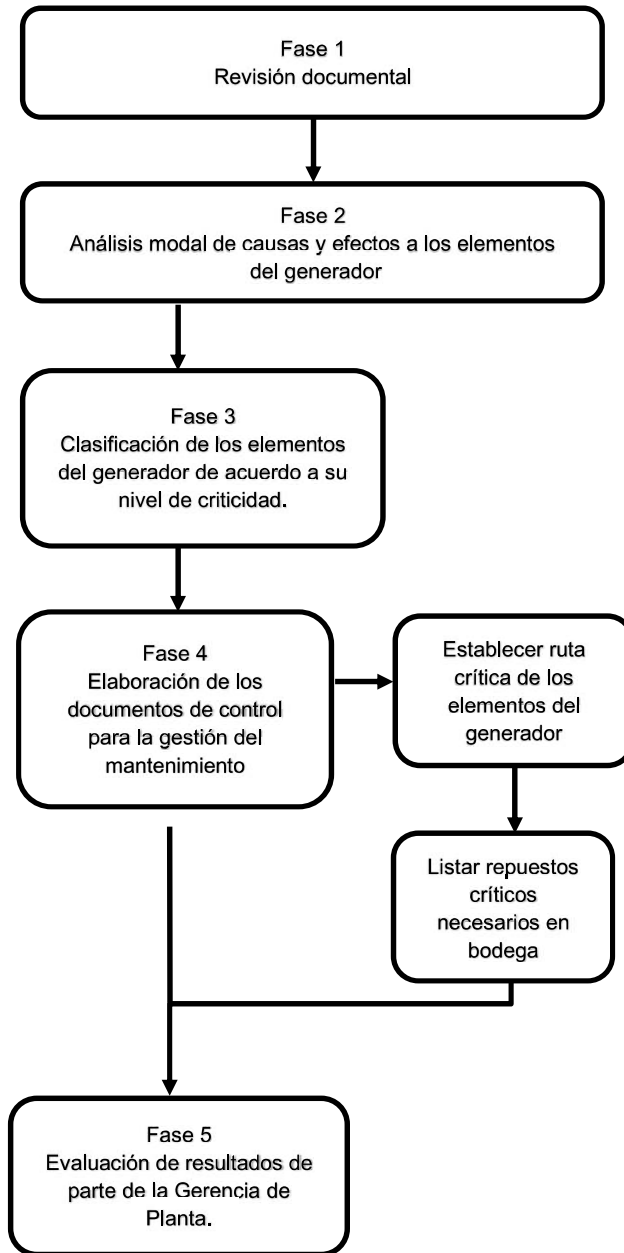 Fase 1
Revisión documental
Fase 2
Análisis modal de causas y efectos a los elementos
del generador
Fase 3
Clasificación de los elementos
del generador de acuerdo a su
nivel de criticidad.
Fase 4
Elaboración de los
documentos de control
para la gestión del
mantenimiento
Establecer ruta
crítica de los
elementos del
generador
Listar repuestos
críticos
necesarios en
bodega
Fase 5
Evaluación de resultados de
parte de la Gerencia de
Planta.